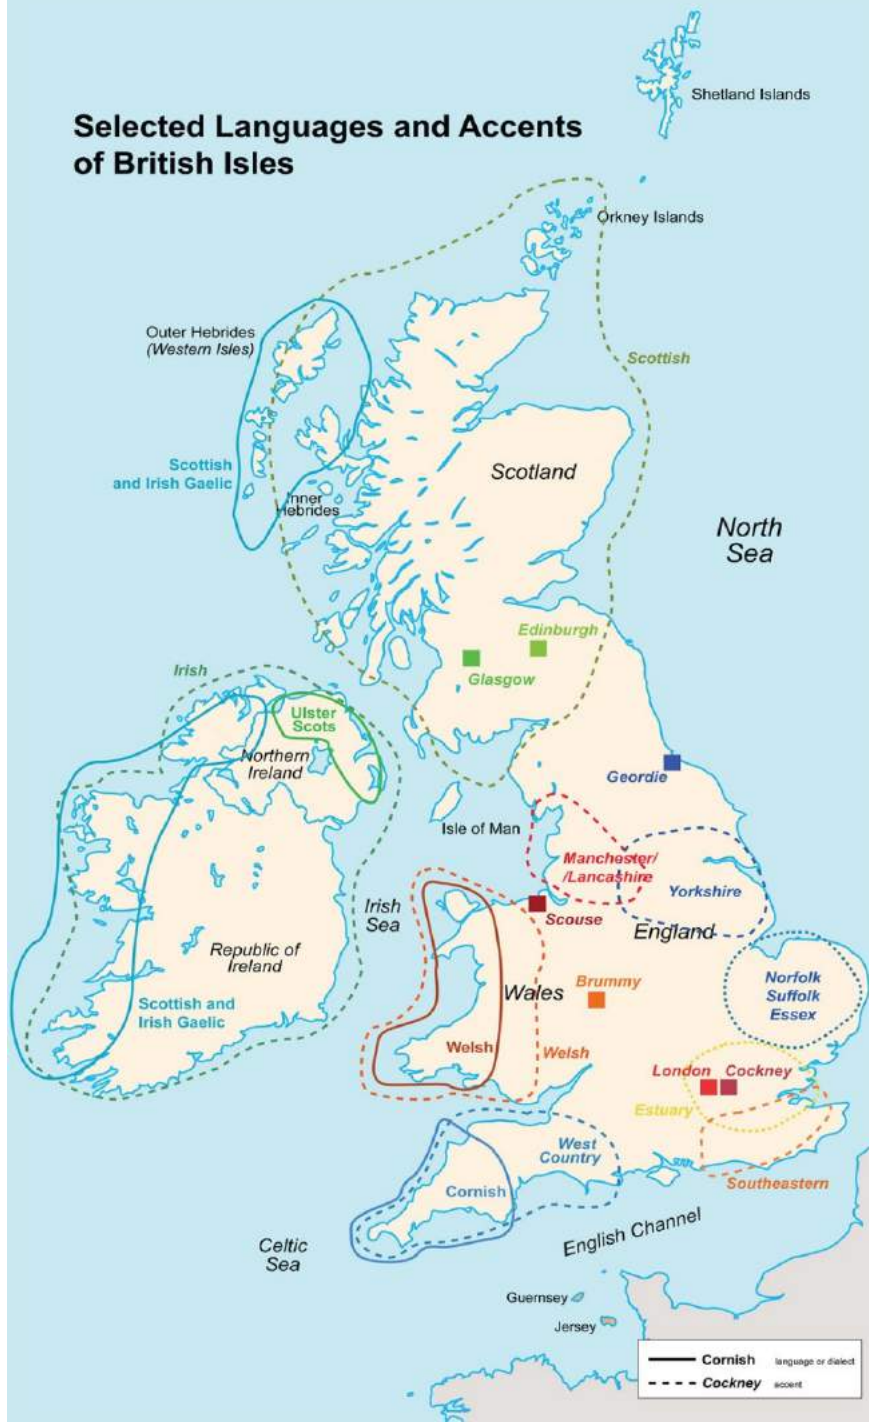 Shetland Islands
Selected Languages and Accents
of British Isles
Orkney Islands
Outer Hebrides
(Western Isles)
Scottish
Scottish
and Irish Gaelic
Scotland
Inner
Hebrides
North
Sea
Edinburgh
Glasgow
Irish
Ulster
Scots
Northern
Ireland
Geordie
Isle of Man
Manchester/
/Lancashire
Yorkshire
Irish
Sea
Scouse
England
Republic of
Ireland
Wales
Brummy
Norfolk
Suffolk
Essex
Scottish and
Irish Gaelic
Welsh
Welsh
London
Cockney
Estuary
West
Country
Cornish
Southeastern
Celtic
Sea
English Channel
Guernsey
Jersey
Cornish language or dialect
Cockney accent